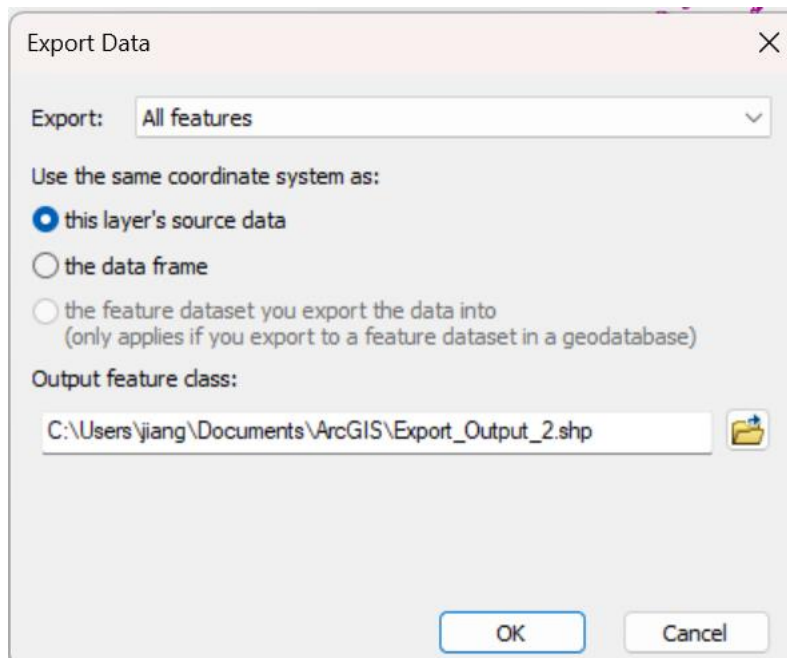 Export Data
Export: All features
Use the same coordinate system as:
this layer's source data
the data frame
the feature dataset you export the data into
(only applies if you export to a feature dataset in a geodatabase)
Output feature class:
C:\Users\jiang\Documents\ArcGIS\Export_Output_2.shp
OK Cancel